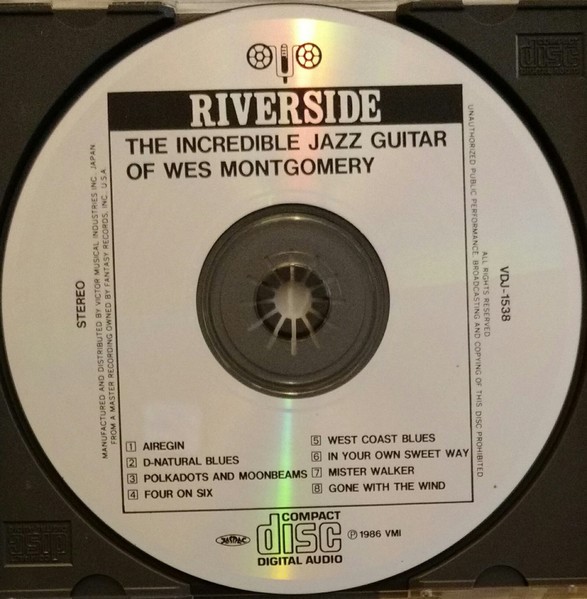 RIVERSIDE
THE INCREDIBLE JAZZ GUITAR
OF WES MONTGOMERY
STEREO
MANUFACTURED AND DISTRIBUTED BY VICTOR MUSICAL INDUSTRIES INC. JAPAN
FROM A MASTER RECORDING OWNED BY FANTASY RECORDS, INC. U.S.A.
UNAUTHORIZED PUBLIC PERFORMANCE BROADCASTING AND COPYING OF THIS DISC PROHIBITED
ALL RIGHTS RESERVED
VDJ-1538
1 AIREGIN
2 D-NATURAL BLUES
3 POLKADOTS AND MOONBEAMS
4 FOUR ON SIX
5 WEST COAST BLUES
6 IN YOUR OWN SWEET WAY
7 MISTER WALKER
8 GONE WITH THE WIND
JASRAC
COMPACT
disc
DIGITAL AUDIO
℗ 1986 VMI
disc
disc